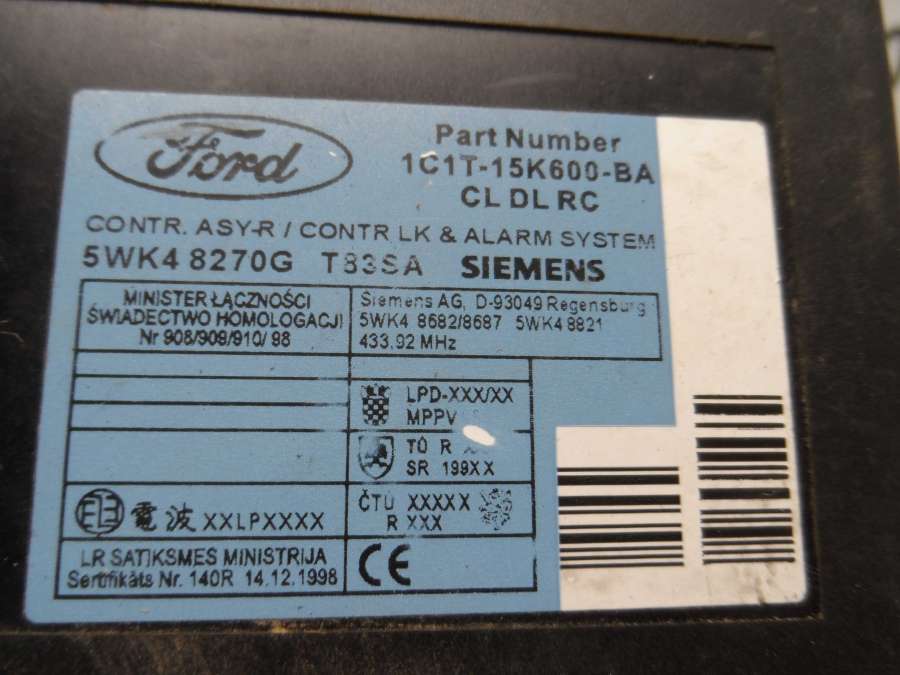 Ford
Part Number
1C1T-15K600-BA
CL DL RC
CONTR. ASY-R / CONTR LK & ALARM SYSTEM
5WK4 8270G T83SA SIEMENS
MINISTER ŁĄCZNOŚCI
ŚWIADECTWO HOMOLOGACJI
Nr 908/909/910/ 98
Siemens AG, D-93049 Regensburg
5WK4 8682/8687 5WK4 8821
433,92 MHz
LPD-XXX/XX
MPPV
TÚ R
SR 199XX
電波 XXLPXXXX
ČTÚ XXXXX
R XXX
LR SATIKSMES MINISTRIJA
Sertifikāts Nr. 140R 14.12.1998
CE